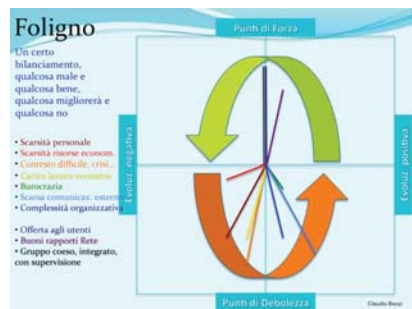 Foligno
Un certo
bilanciamento,
qualcosa male e
qualcosa bene,
qualcosa migliorerà e
qualcosa no
• Scarsità personale
• Scarsità risorse econom.
• Contesto difficile, crisi..
• Carico lavoro eccessivo
• Burocrazia
• Scarsa comunicaz. esterna
• Complessità organizzativa
• Offerta agli utenti
• Buoni rapporti Rete
• Gruppo coeso, integrato,
con supervisione
Punti di Forza
Evoluz. negativa
Evoluz. positiva
Punti di Debolezza
Claudio Bezzi